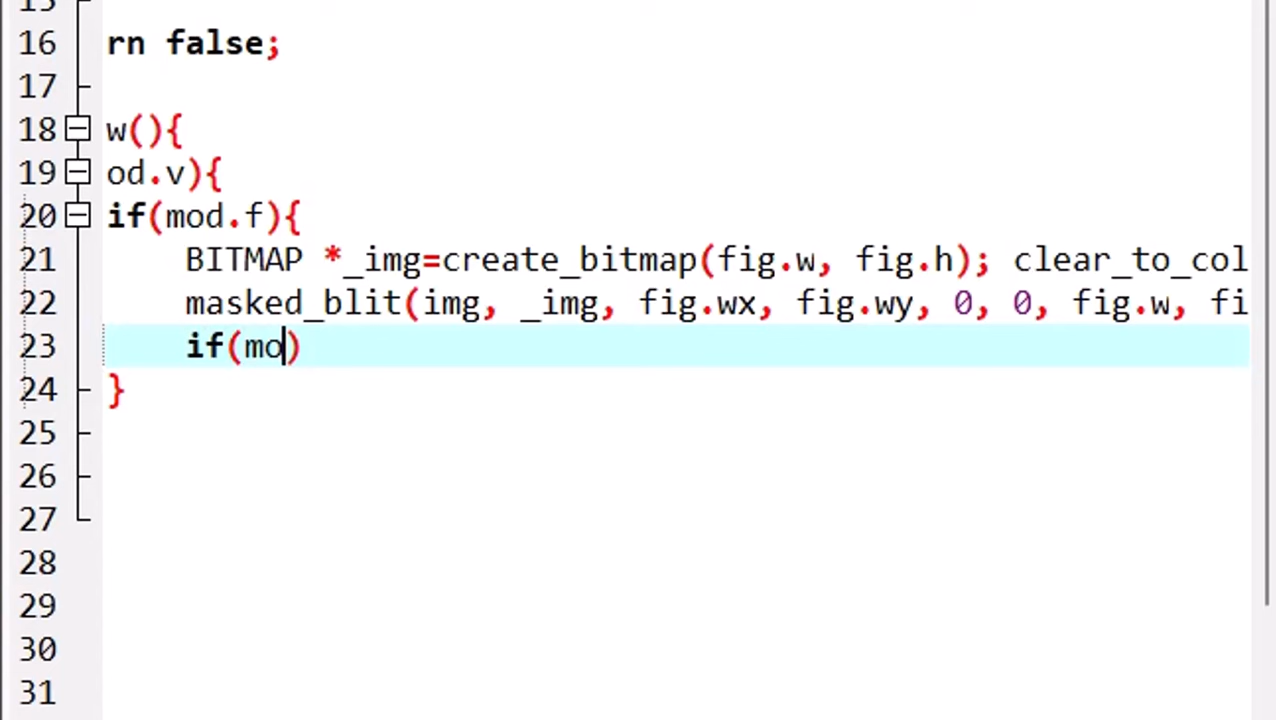 15
16 rn false;
17
18 w(){
19 od.v){
20 if(mod.f){
21 BITMAP *_img=create_bitmap(fig.w, fig.h); clear_to_col
22 masked_blit(img, _img, fig.wx, fig.wy, 0, 0, fig.w, fi
23 if(mo)
24 }
25
26
27
28
29
30
31